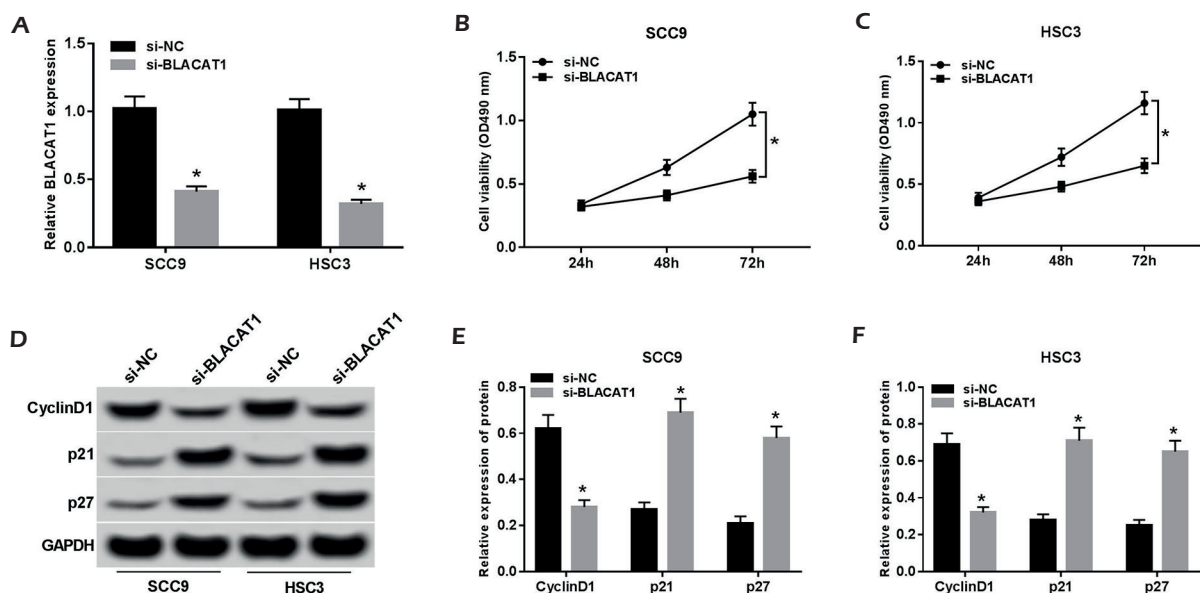 A
Relative BLACAT1 expression
1.5
1.0
0.5
0.0
si-NC
si-BLACAT1
*
*
SCC9
HSC3
B
SCC9
Cell viability (OD490 nm)
1.5
1.0
0.5
0.0
si-NC
si-BLACAT1
*
24h
48h
72h
C
HSC3
Cell viability (OD490 nm)
1.5
1.0
0.5
0.0
si-NC
si-BLACAT1
*
24h
48h
72h
D
si-NC
si-BLACAT1
si-NC
si-BLACAT1
CyclinD1
p21
p27
GAPDH
SCC9
HSC3
E
SCC9
Relative expression of protein
0.8
0.6
0.4
0.2
0.0
si-NC
si-BLACAT1
*
*
*
CyclinD1
p21
p27
F
HSC3
Relative expression of protein
1.0
0.8
0.6
0.4
0.2
0.0
si-NC
si-BLACAT1
*
*
*
CyclinD1
p21
p27